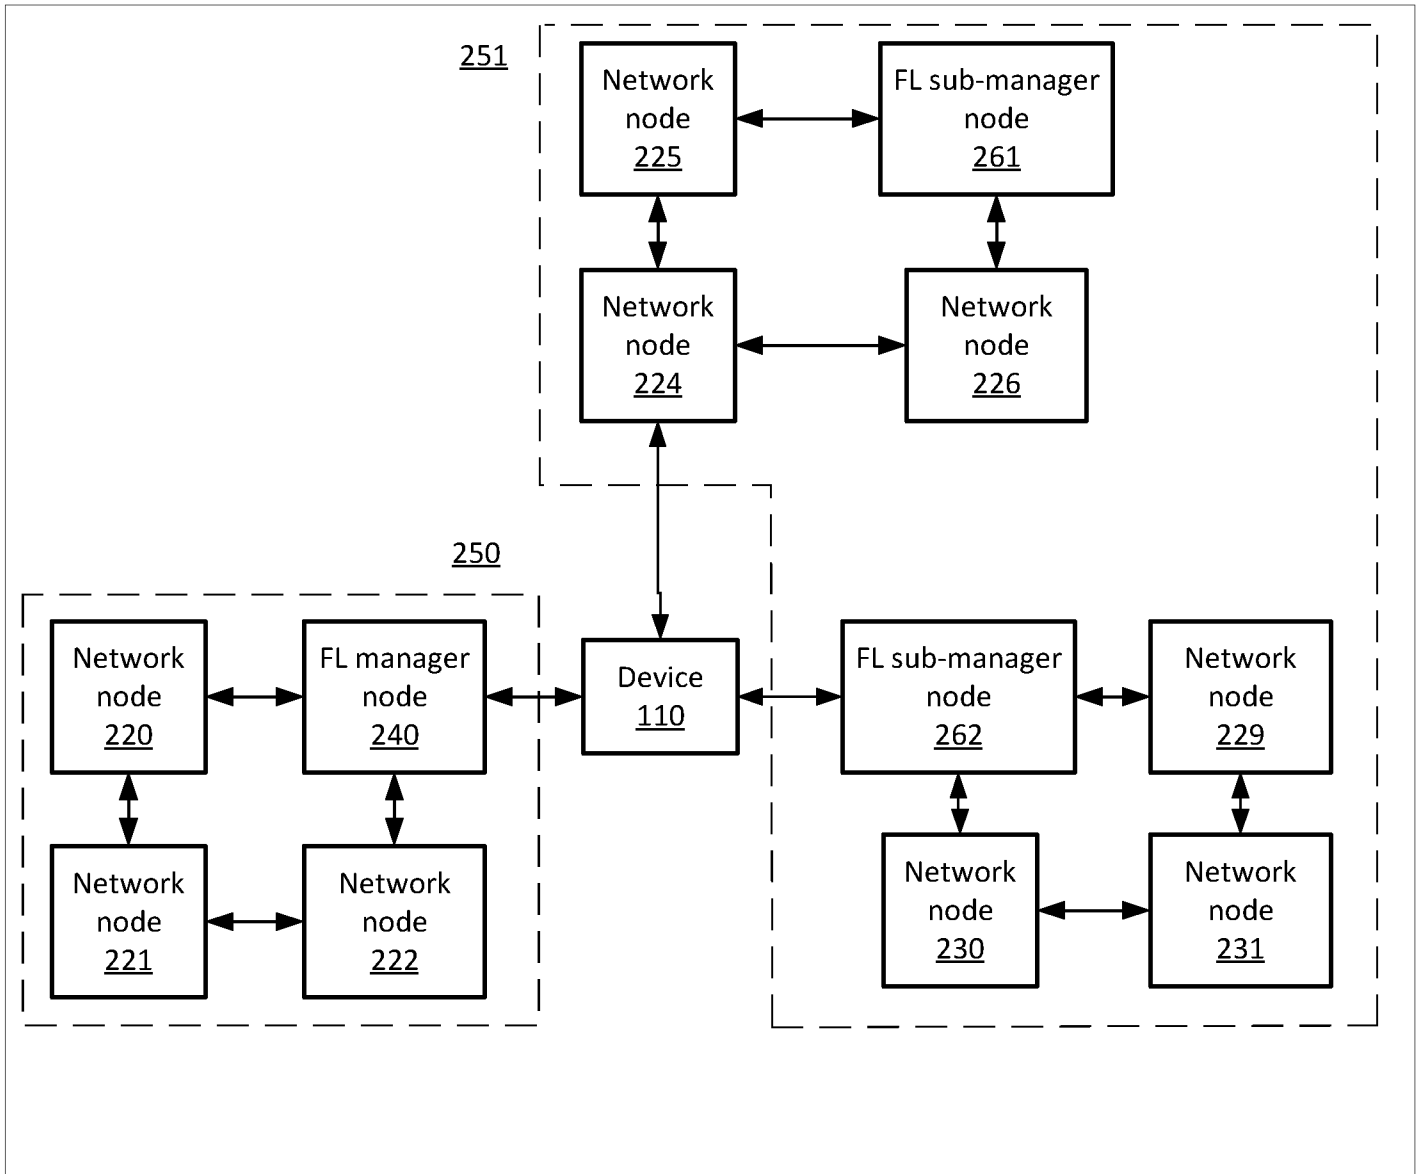 251
Network
node
225
FL sub-manager
node
261
Network
node
224
Network
node
226
250
Network
node
220
FL manager
node
240
Device
110
FL sub-manager
node
262
Network
node
229
Network
node
221
Network
node
222
Network
node
230
Network
node
231